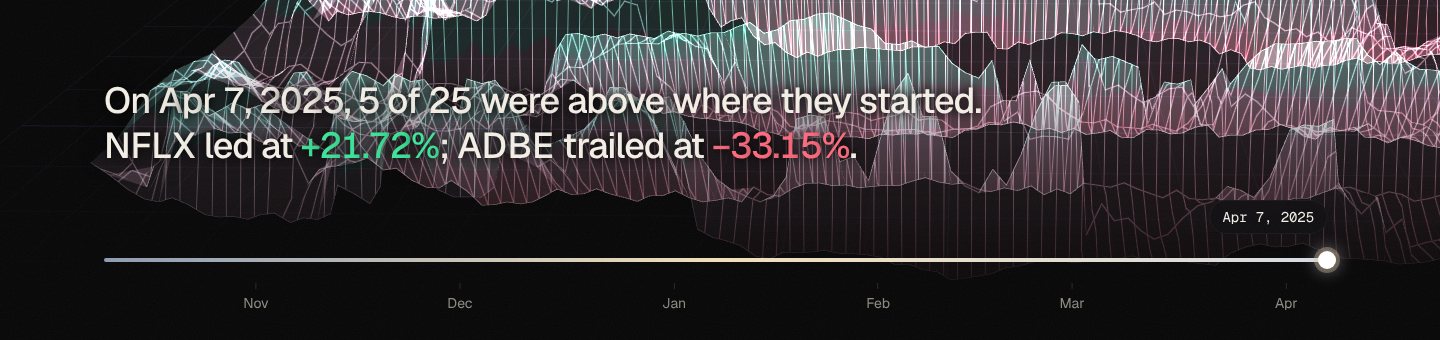 On Apr 7, 2025, 5 of 25 were above where they started.
NFLX led at +21.72%; ADBE trailed at −33.15%.
Apr 7, 2025
Nov Dec Jan Feb Mar Apr